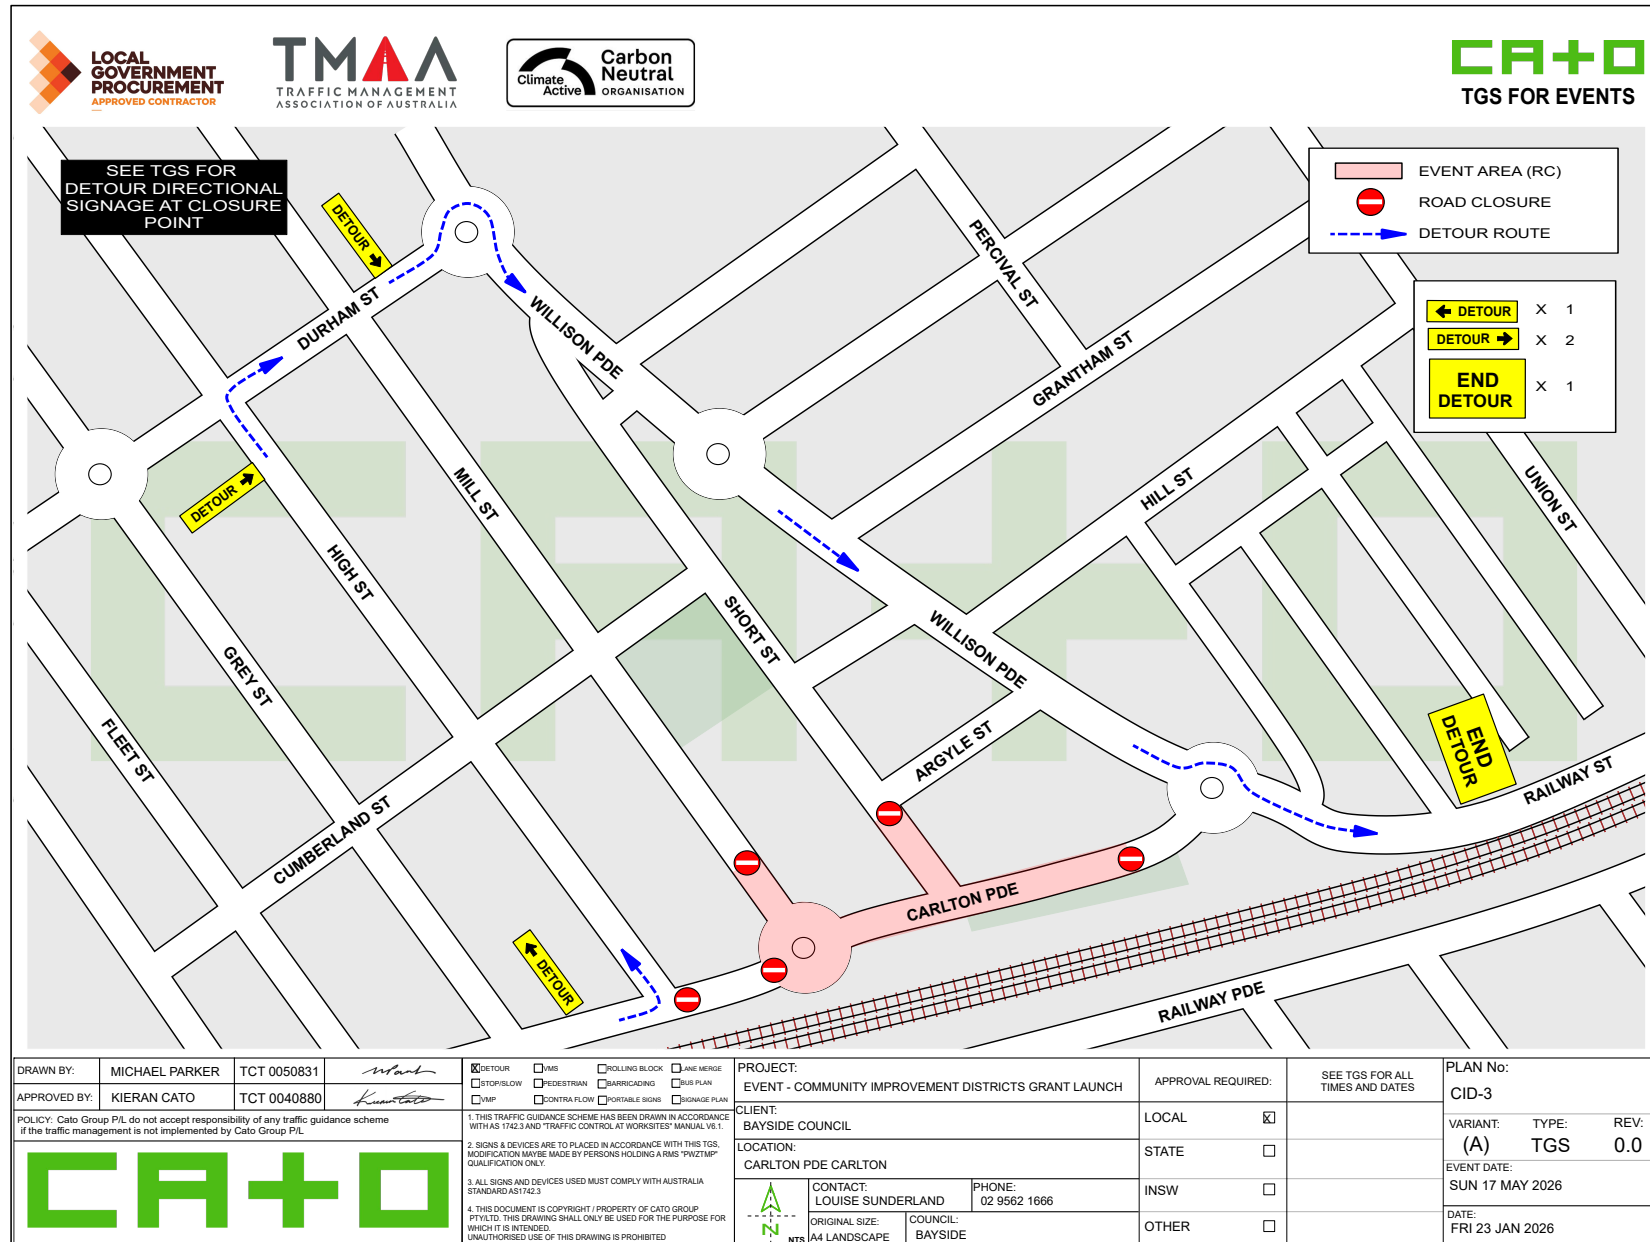 LOCAL
GOVERNMENT
PROCUREMENT
APPROVED CONTRACTOR
TMAA
TRAFFIC MANAGEMENT
ASSOCIATION OF AUSTRALIA
Climate
Active
Carbon
Neutral
ORGANISATION
CATO
TGS FOR EVENTS
SEE TGS FOR
DETOUR DIRECTIONAL
SIGNAGE AT CLOSURE
POINT
EVENT AREA (RC)
ROAD CLOSURE
DETOUR ROUTE
DETOUR X 1
DETOUR X 2
END
DETOUR
X 1
DETOUR
DURHAM ST
WILLISON PDE
PERCIVAL ST
GRANTHAM ST
DETOUR
MILL ST
HILL ST
UNION ST
HIGH ST
SHORT ST
WILLISON PDE
GREY ST
FLEET ST
ARGYLE ST
END
DETOUR
RAILWAY ST
CUMBERLAND ST
CARLTON PDE
DETOUR
RAILWAY PDE
DRAWN BY: MICHAEL PARKER TCT 0050831
APPROVED BY: KIERAN CATO TCT 0040880
POLICY: Cato Group P/L do not accept responsibility of any traffic guidance scheme
if the traffic management is not implemented by Cato Group P/L
CATO
X DETOUR VMS ROLLING BLOCK LANE MERGE
STOP/SLOW PEDESTRIAN BARRICADING BUS PLAN
VMP CONTRA FLOW PORTABLE SIGNS SIGNAGE PLAN
1. THIS TRAFFIC GUIDANCE SCHEME HAS BEEN DRAWN IN ACCORDANCE
WITH AS 1742.3 AND "TRAFFIC CONTROL AT WORKSITES" MANUAL V6.1.
2. SIGNS & DEVICES ARE TO PLACED IN ACCORDANCE WITH THIS TGS,
MODIFICATION MAYBE MADE BY PERSONS HOLDING A RMS "PWZTMP"
QUALIFICATION ONLY.
3. ALL SIGNS AND DEVICES USED MUST COMPLY WITH AUSTRALIA
STANDARD AS1742.3
4. THIS DOCUMENT IS COPYRIGHT / PROPERTY OF CATO GROUP
PTY/LTD. THIS DRAWING SHALL ONLY BE USED FOR THE PURPOSE FOR
WHICH IT IS INTENDED.
UNAUTHORISED USE OF THIS DRAWING IS PROHIBITED
PROJECT:
EVENT - COMMUNITY IMPROVEMENT DISTRICTS GRANT LAUNCH
CLIENT:
BAYSIDE COUNCIL
LOCATION:
CARLTON PDE CARLTON
N
NTS
CONTACT:
LOUISE SUNDERLAND
PHONE:
02 9562 1666
ORIGINAL SIZE:
A4 LANDSCAPE
COUNCIL:
BAYSIDE
APPROVAL REQUIRED:
LOCAL X
STATE
INSW
OTHER
SEE TGS FOR ALL
TIMES AND DATES
PLAN No:
CID-3
VARIANT: TYPE: REV:
(A) TGS 0.0
EVENT DATE:
SUN 17 MAY 2026
DATE:
FRI 23 JAN 2026